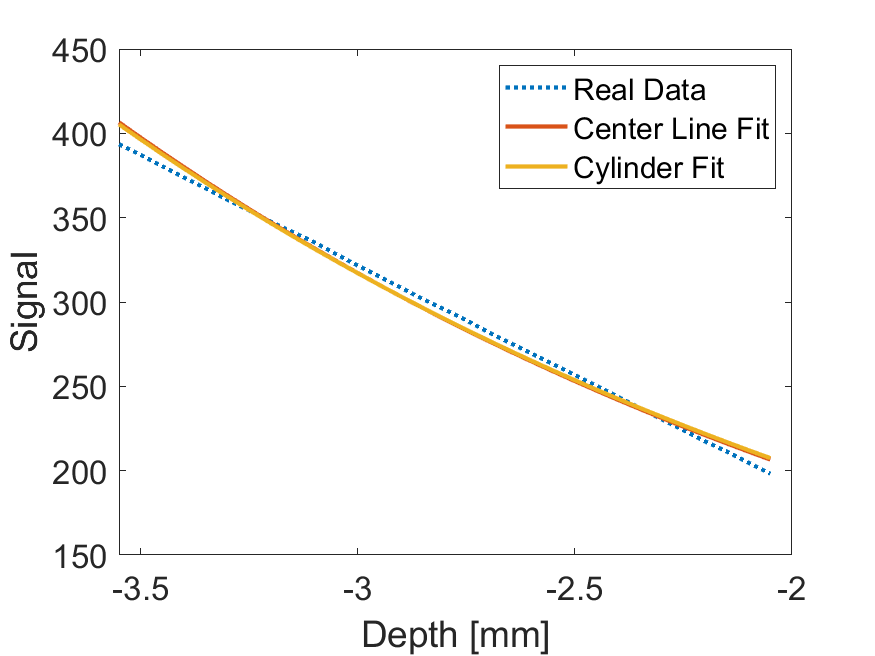 450
400
350
300
250
200
150
Signal
Real Data
Center Line Fit
Cylinder Fit
-3.5 -3 -2.5 -2
Depth [mm]